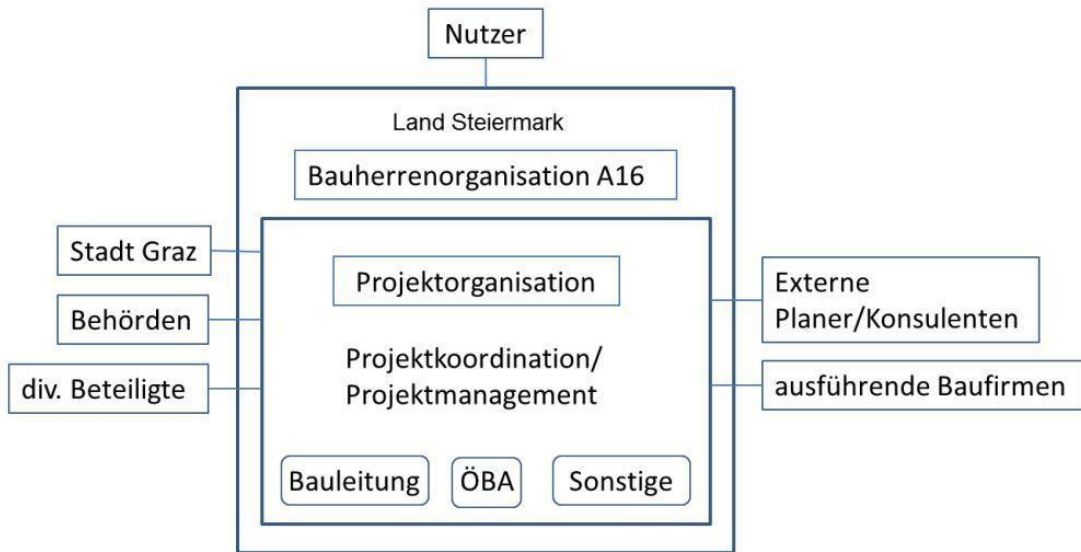 Nutzer
Land Steiermark
Bauherrenorganisation A16
Stadt Graz
Behörden
div. Beteiligte
Projektorganisation
Projektkoordination/
Projektmanagement
Bauleitung
ÖBA
Sonstige
Externe
Planer/Konsulenten
ausführende Baufirmen